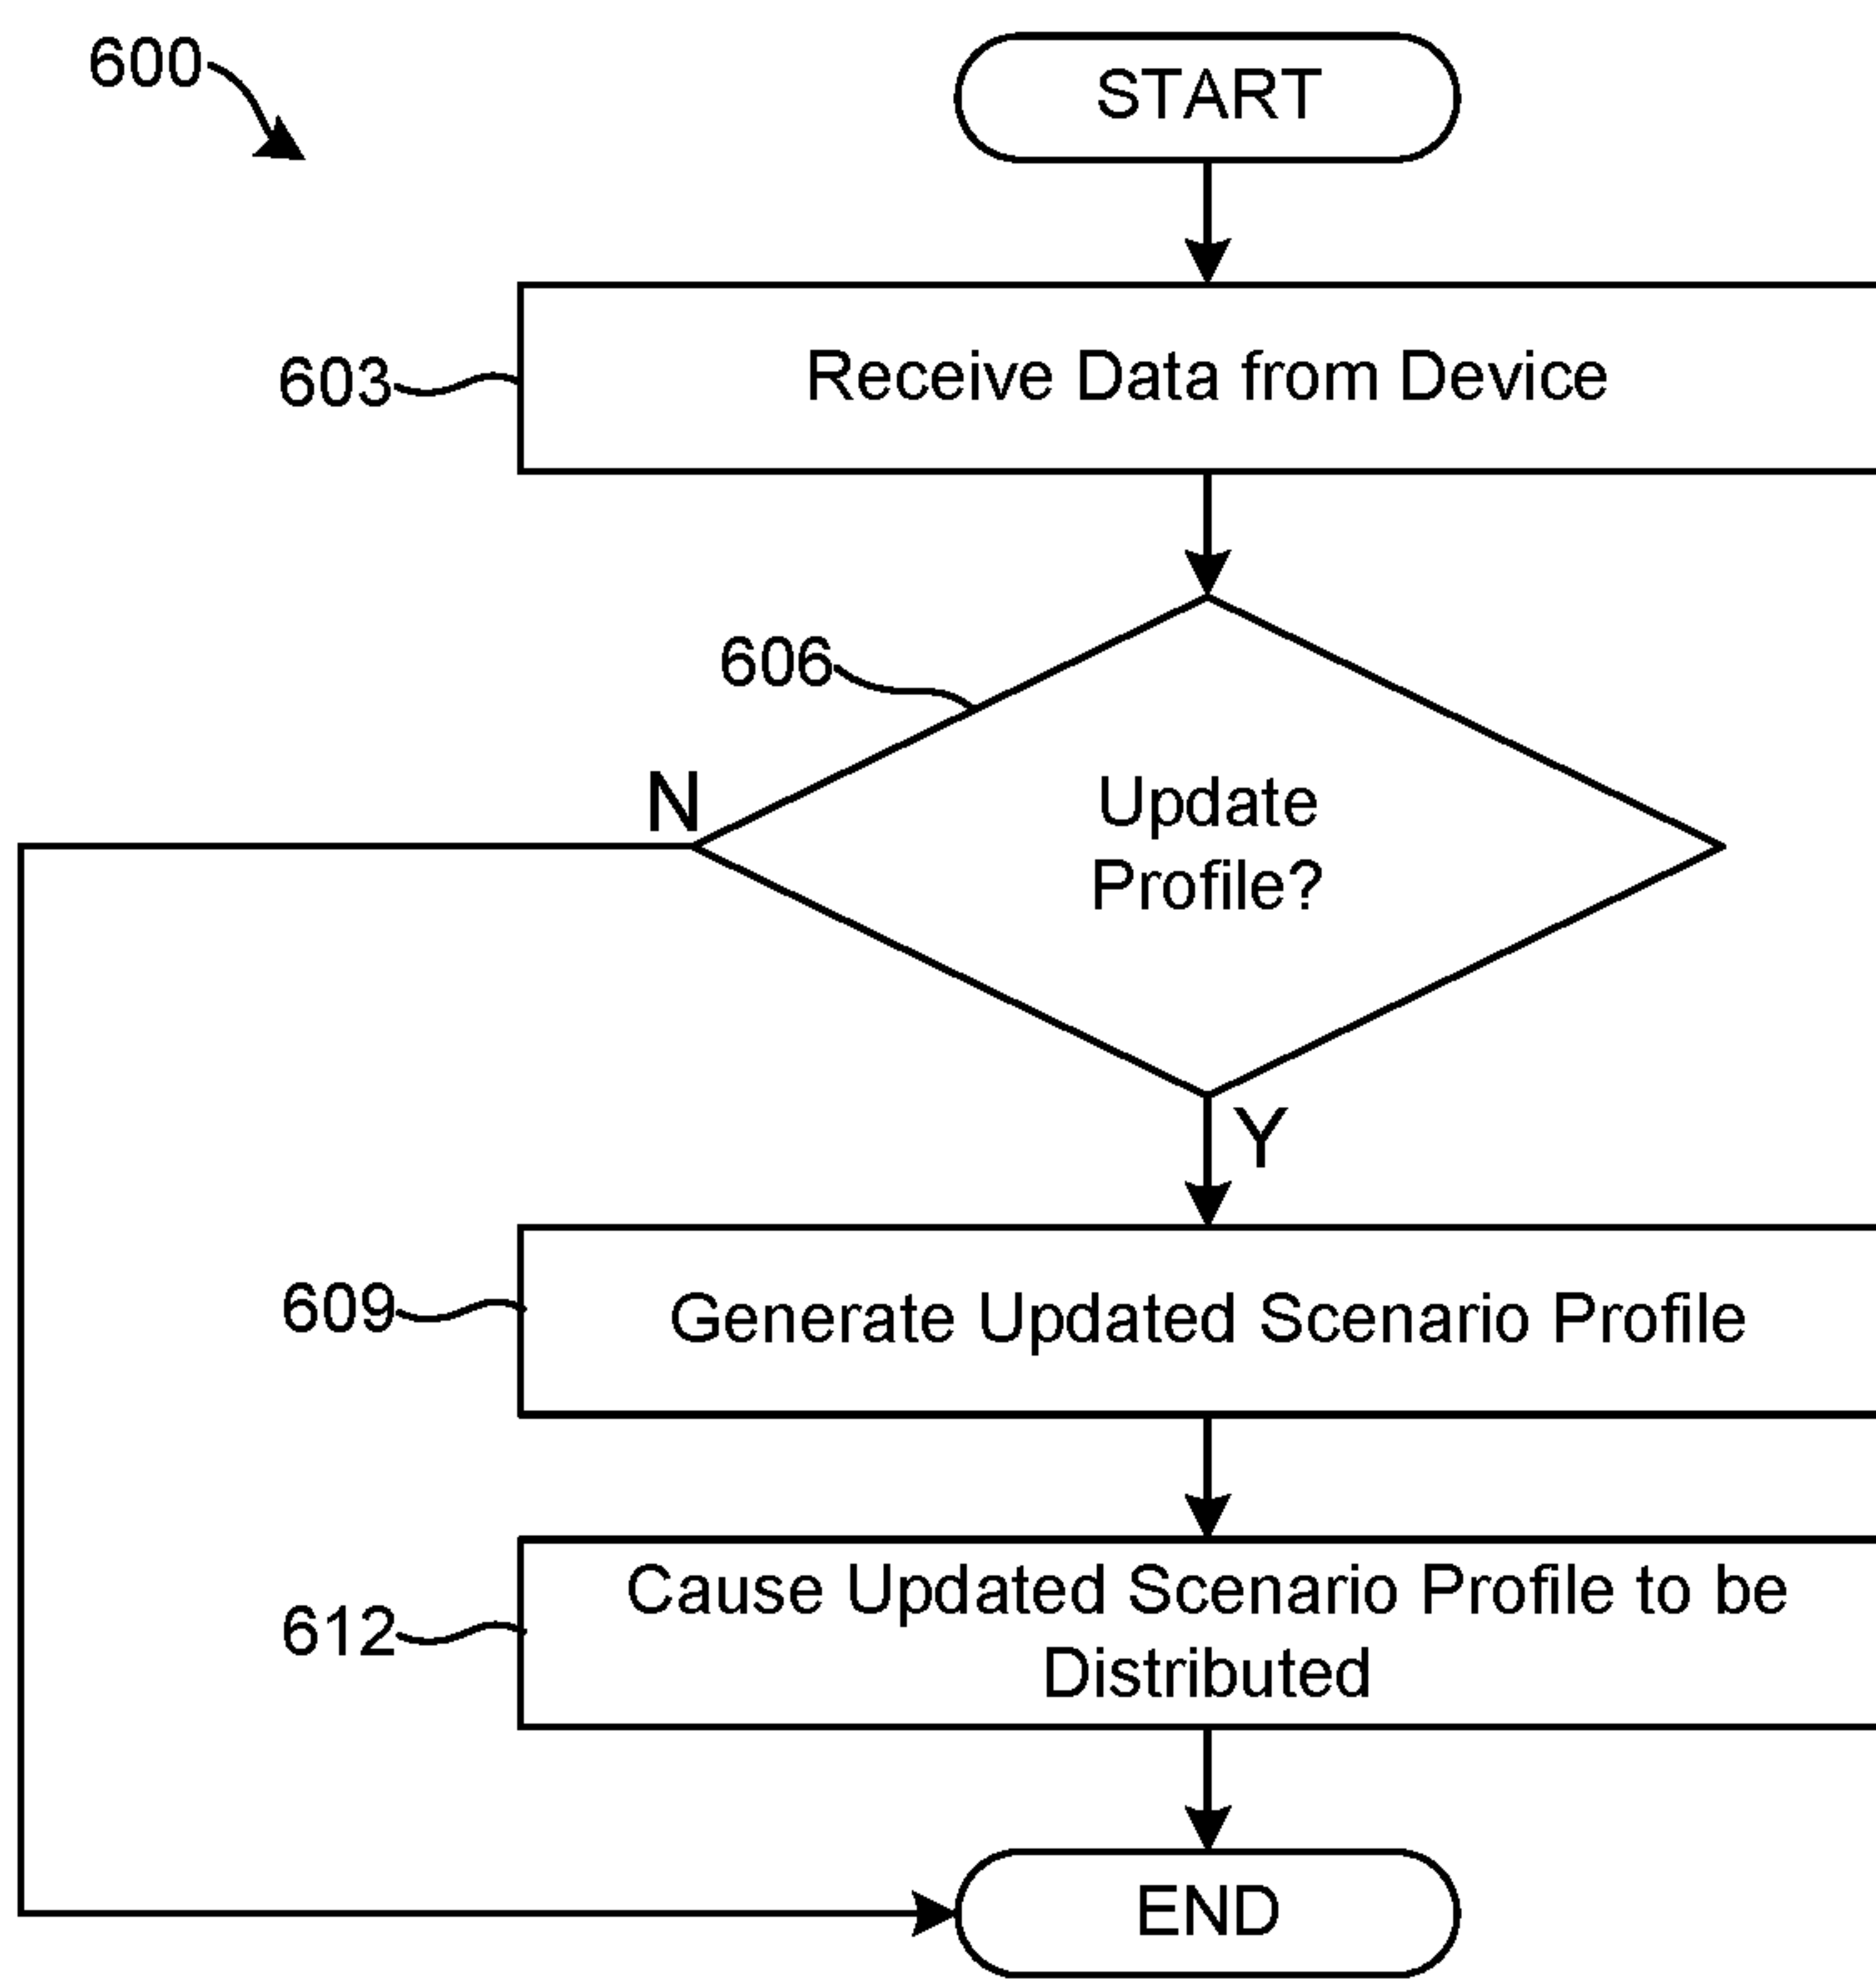 600
START
603
Receive Data from Device
606
N
Update
Profile?
Y
609
Generate Updated Scenario Profile
612
Cause Updated Scenario Profile to be
Distributed
END